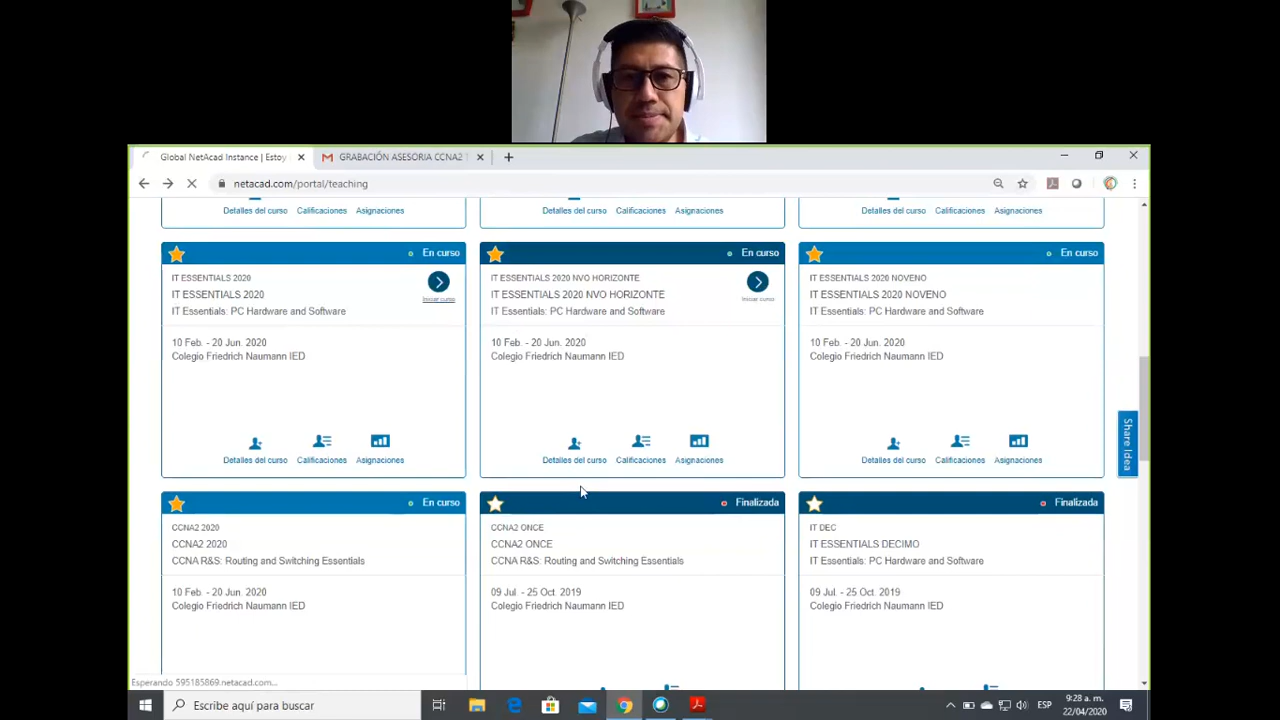 Global NetAcad Instance | Estoy
GRABACIÓN ASESORIA CCNA2
netacad.com/portal/teaching
Detalles del curso Calificaciones Asignaciones
Detalles del curso Calificaciones Asignaciones
Detalles del curso Calificaciones Asignaciones
En curso
IT ESSENTIALS 2020
Iniciar curso
IT ESSENTIALS 2020
IT Essentials: PC Hardware and Software
10 Feb. - 20 Jun. 2020
Colegio Friedrich Naumann IED
Detalles del curso Calificaciones Asignaciones
En curso
IT ESSENTIALS 2020 NVO HORIZONTE
Iniciar curso
IT ESSENTIALS 2020 NVO HORIZONTE
IT Essentials: PC Hardware and Software
10 Feb. - 20 Jun. 2020
Colegio Friedrich Naumann IED
Detalles del curso Calificaciones Asignaciones
En curso
IT ESSENTIALS 2020 NOVENO
IT ESSENTIALS 2020 NOVENO
IT Essentials: PC Hardware and Software
10 Feb. - 20 Jun. 2020
Colegio Friedrich Naumann IED
Detalles del curso Calificaciones Asignaciones
Share Idea
En curso
CCNA2 2020
CCNA2 2020
CCNA R&S: Routing and Switching Essentials
10 Feb. - 20 Jun. 2020
Colegio Friedrich Naumann IED
Finalizada
CCNA2 ONCE
CCNA2 ONCE
CCNA R&S: Routing and Switching Essentials
09 Jul. - 25 Oct. 2019
Colegio Friedrich Naumann IED
Finalizada
IT DEC
IT ESSENTIALS DECIMO
IT Essentials: PC Hardware and Software
09 Jul. - 25 Oct. 2019
Colegio Friedrich Naumann IED
Esperando 595185869.netacad.com...
Escribe aquí para buscar
ESP
9:28 a. m.
22/04/2020